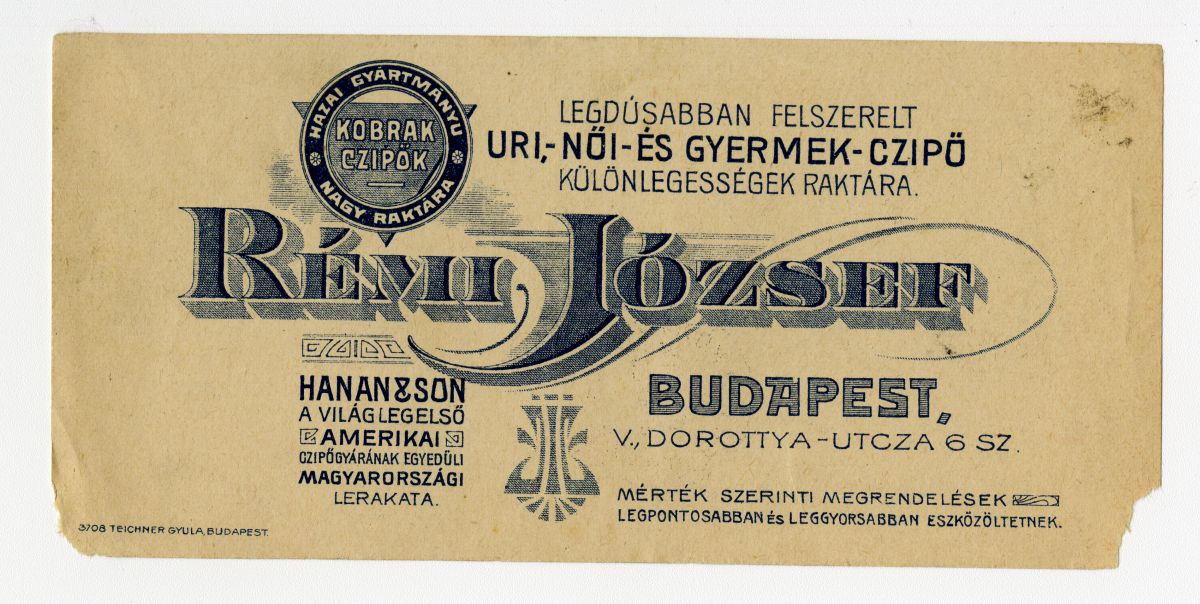 HAZAI GYÁRTMÁNYU
KOBRAK
CZIPŐK
NAGY RAKTÁRA
LEGDÚSABBAN FELSZERELT
URI,-NŐI-ÉS GYERMEK-CZIPŐ
KÜLÖNLEGESSÉGEK RAKTÁRA.
RÉMI JÓZSEF
HANAN & SON
A VILÁG LEGELSŐ
AMERIKAI
CZIPŐGYÁRÁNAK EGYEDÜLI
MAGYARORSZÁGI
LERAKATA.
BUDAPEST,
V., DOROTTYA-UTCZA 6 SZ.
MÉRTÉK SZERINTI MEGRENDELÉSEK
LEGPONTOSABBAN és LEGGYORSABBAN ESZKÖZÖLTETNEK.
3708 TEICHNER GYULA, BUDAPEST.